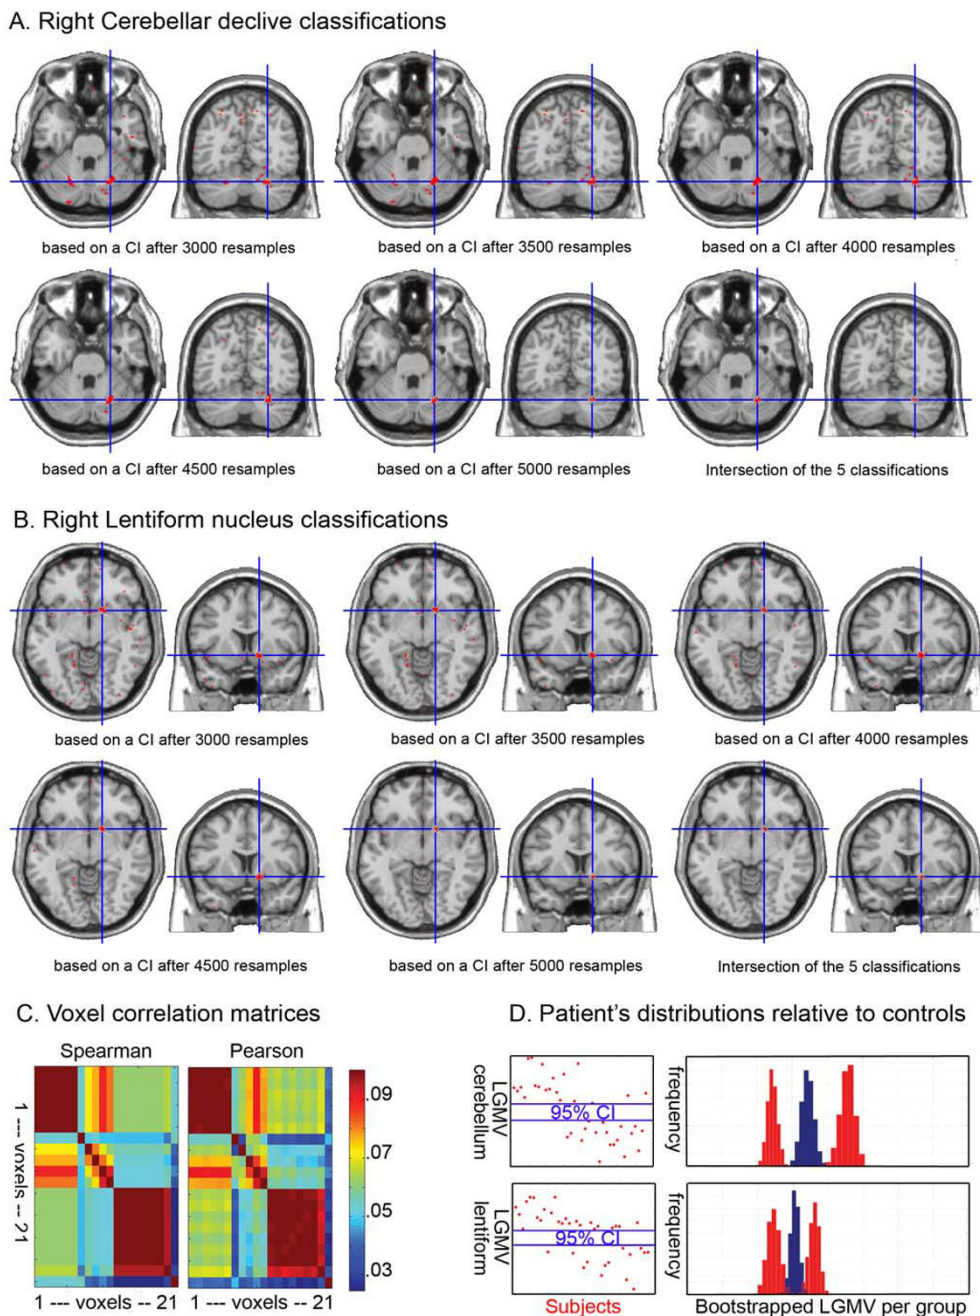 A. Right Cerebellar declive classifications
based on a CI after 3000 resamples
based on a CI after 3500 resamples
based on a CI after 4000 resamples
based on a CI after 4500 resamples
based on a CI after 5000 resamples
Intersection of the 5 classifications
B. Right Lentiform nucleus classifications
based on a CI after 3000 resamples
based on a CI after 3500 resamples
based on a CI after 4000 resamples
based on a CI after 4500 resamples
based on a CI after 5000 resamples
Intersection of the 5 classifications
C. Voxel correlation matrices
Spearman
Pearson
1 --- voxels -- 21
.09
.07
.05
.03
1 --- voxels -- 21
1 --- voxels -- 21
D. Patient's distributions relative to controls
LGMV
cerebellum
95% CI
frequency
LGMV
lentiform
95% CI
frequency
Subjects
Bootstrapped LGMV per group